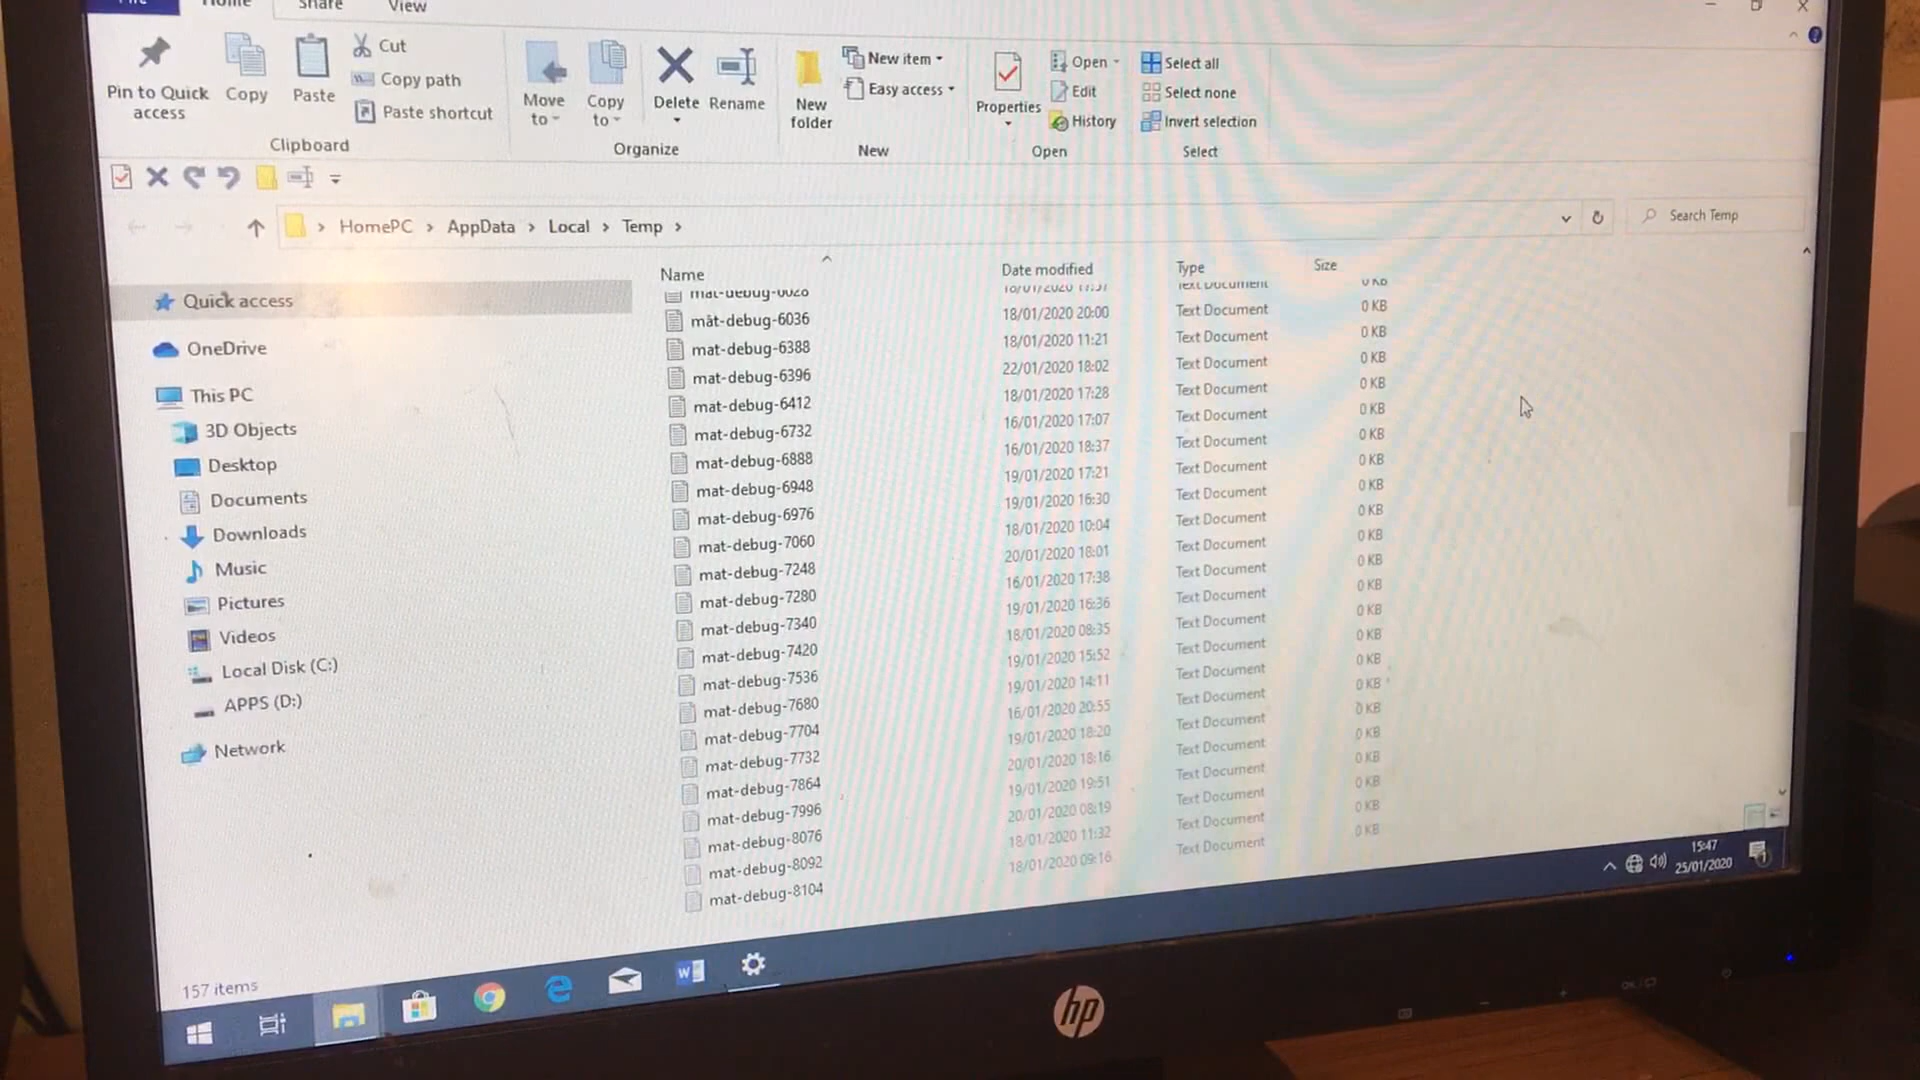 Home Share View
Pin to Quick access
Copy
Paste
Cut
Copy path
Paste shortcut
Clipboard
Move to
Copy to
Delete
Rename
Organize
New folder
New item
Easy access
New
Properties
Open
Edit
History
Open
Select all
Select none
Invert selection
Select
HomePC > AppData > Local > Temp >
Search Temp
Quick access
OneDrive
This PC
3D Objects
Desktop
Documents
Downloads
Music
Pictures
Videos
Local Disk (C:)
APPS (D:)
Network
Name Date modified Type Size
mat-debug-6028 18/01/2020 17:57 Text Document 0 KB
mat-debug-6036 18/01/2020 20:00 Text Document 0 KB
mat-debug-6388 18/01/2020 11:21 Text Document 0 KB
mat-debug-6396 22/01/2020 18:02 Text Document 0 KB
mat-debug-6412 18/01/2020 17:28 Text Document 0 KB
mat-debug-6732 16/01/2020 17:07 Text Document 0 KB
mat-debug-6888 16/01/2020 18:37 Text Document 0 KB
mat-debug-6948 19/01/2020 17:21 Text Document 0 KB
mat-debug-6976 19/01/2020 16:30 Text Document 0 KB
mat-debug-7060 18/01/2020 10:04 Text Document 0 KB
mat-debug-7248 20/01/2020 18:01 Text Document 0 KB
mat-debug-7280 16/01/2020 17:38 Text Document 0 KB
mat-debug-7340 19/01/2020 16:36 Text Document 0 KB
mat-debug-7420 18/01/2020 08:35 Text Document 0 KB
mat-debug-7536 19/01/2020 15:52 Text Document 0 KB
mat-debug-7680 19/01/2020 14:11 Text Document 0 KB
mat-debug-7704 16/01/2020 20:55 Text Document 0 KB
mat-debug-7732 19/01/2020 18:20 Text Document 0 KB
mat-debug-7864 20/01/2020 18:16 Text Document 0 KB
mat-debug-7996 19/01/2020 19:51 Text Document 0 KB
mat-debug-8076 20/01/2020 08:19 Text Document 0 KB
mat-debug-8092 18/01/2020 11:32 Text Document 0 KB
mat-debug-8104 18/01/2020 09:16 Text Document 0 KB
157 items
15:47
25/01/2020
hp